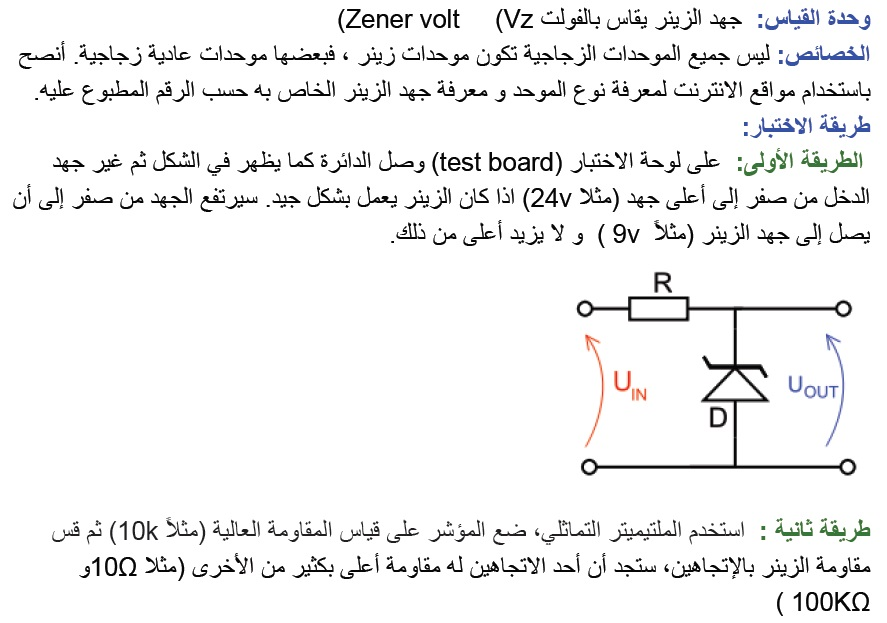 وحدة القياس: جهد الزينر يقاس بالفولت Vz) Zener volt)
الخصائص: ليس جميع الموحدات الزجاجية تكون موحدات زينر ، فبعضها موحدات عادية زجاجية. أنصح
باستخدام مواقع الانترنت لمعرفة نوع الموحد و معرفة جهد الزينر الخاص به حسب الرقم المطبوع عليه.
طريقة الاختبار:
الطريقة الأولى: على لوحة الاختبار (test board) وصل الدائرة كما يظهر في الشكل ثم غير جهد
الدخل من صفر إلى أعلى جهد (مثلا 24v) اذا كان الزينر يعمل بشكل جيد. سيرتفع الجهد من صفر إلى أن
يصل إلى جهد الزينر (مثلاً 9v ) و لا يزيد أعلى من ذلك.
R
UIN
D
UOUT
طريقة ثانية : استخدم الملتيميتر التماثلي، ضع المؤشر على قياس المقاومة العالية (مثلاً 10k) ثم قس
مقاومة الزينر بالإتجاهين، ستجد أن أحد الاتجاهين له مقاومة أعلى بكثير من الأخرى (مثلا 10Ωو
100KΩ )